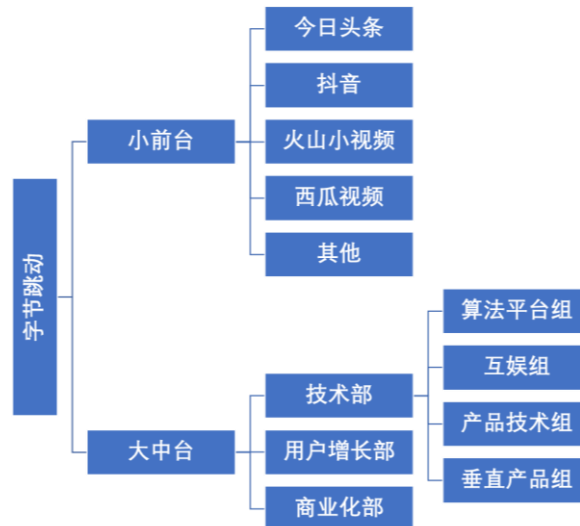 字节跳动
小前台
今日头条
抖音
火山小视频
西瓜视频
其他
大中台
技术部
算法平台组
互娱组
产品技术组
垂直产品组
用户增长部
商业化部